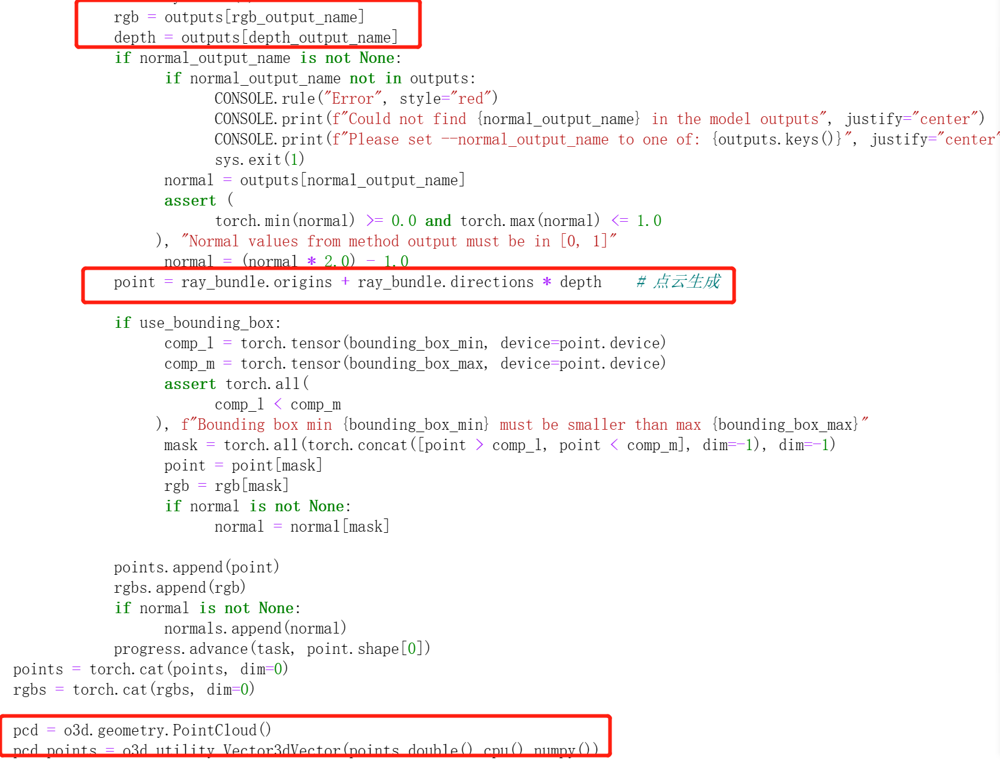 rgb = outputs[rgb_output_name]
depth = outputs[depth_output_name]
if normal_output_name is not None:
if normal_output_name not in outputs:
CONSOLE.rule("Error", style="red")
CONSOLE.print(f"Could not find {normal_output_name} in the model outputs", justify="center")
CONSOLE.print(f"Please set --normal_output_name to one of: {outputs.keys()}", justify="center"
sys.exit(1)
normal = outputs[normal_output_name]
assert (
torch.min(normal) >= 0.0 and torch.max(normal) <= 1.0
), "Normal values from method output must be in [0, 1]"
normal = (normal * 2.0) - 1.0
point = ray_bundle.origins + ray_bundle.directions * depth # 点云生成
if use_bounding_box:
comp_l = torch.tensor(bounding_box_min, device=point.device)
comp_m = torch.tensor(bounding_box_max, device=point.device)
assert torch.all(
comp_l < comp_m
), f"Bounding box min {bounding_box_min} must be smaller than max {bounding_box_max}"
mask = torch.all(torch.concat([point > comp_l, point < comp_m], dim=-1), dim=-1)
point = point[mask]
rgb = rgb[mask]
if normal is not None:
normal = normal[mask]
points.append(point)
rgbs.append(rgb)
if normal is not None:
normals.append(normal)
progress.advance(task, point.shape[0])
points = torch.cat(points, dim=0)
rgbs = torch.cat(rgbs, dim=0)
pcd = o3d.geometry.PointCloud()
pcd.points = o3d.utility.Vector3dVector(points.double().cpu().numpy())